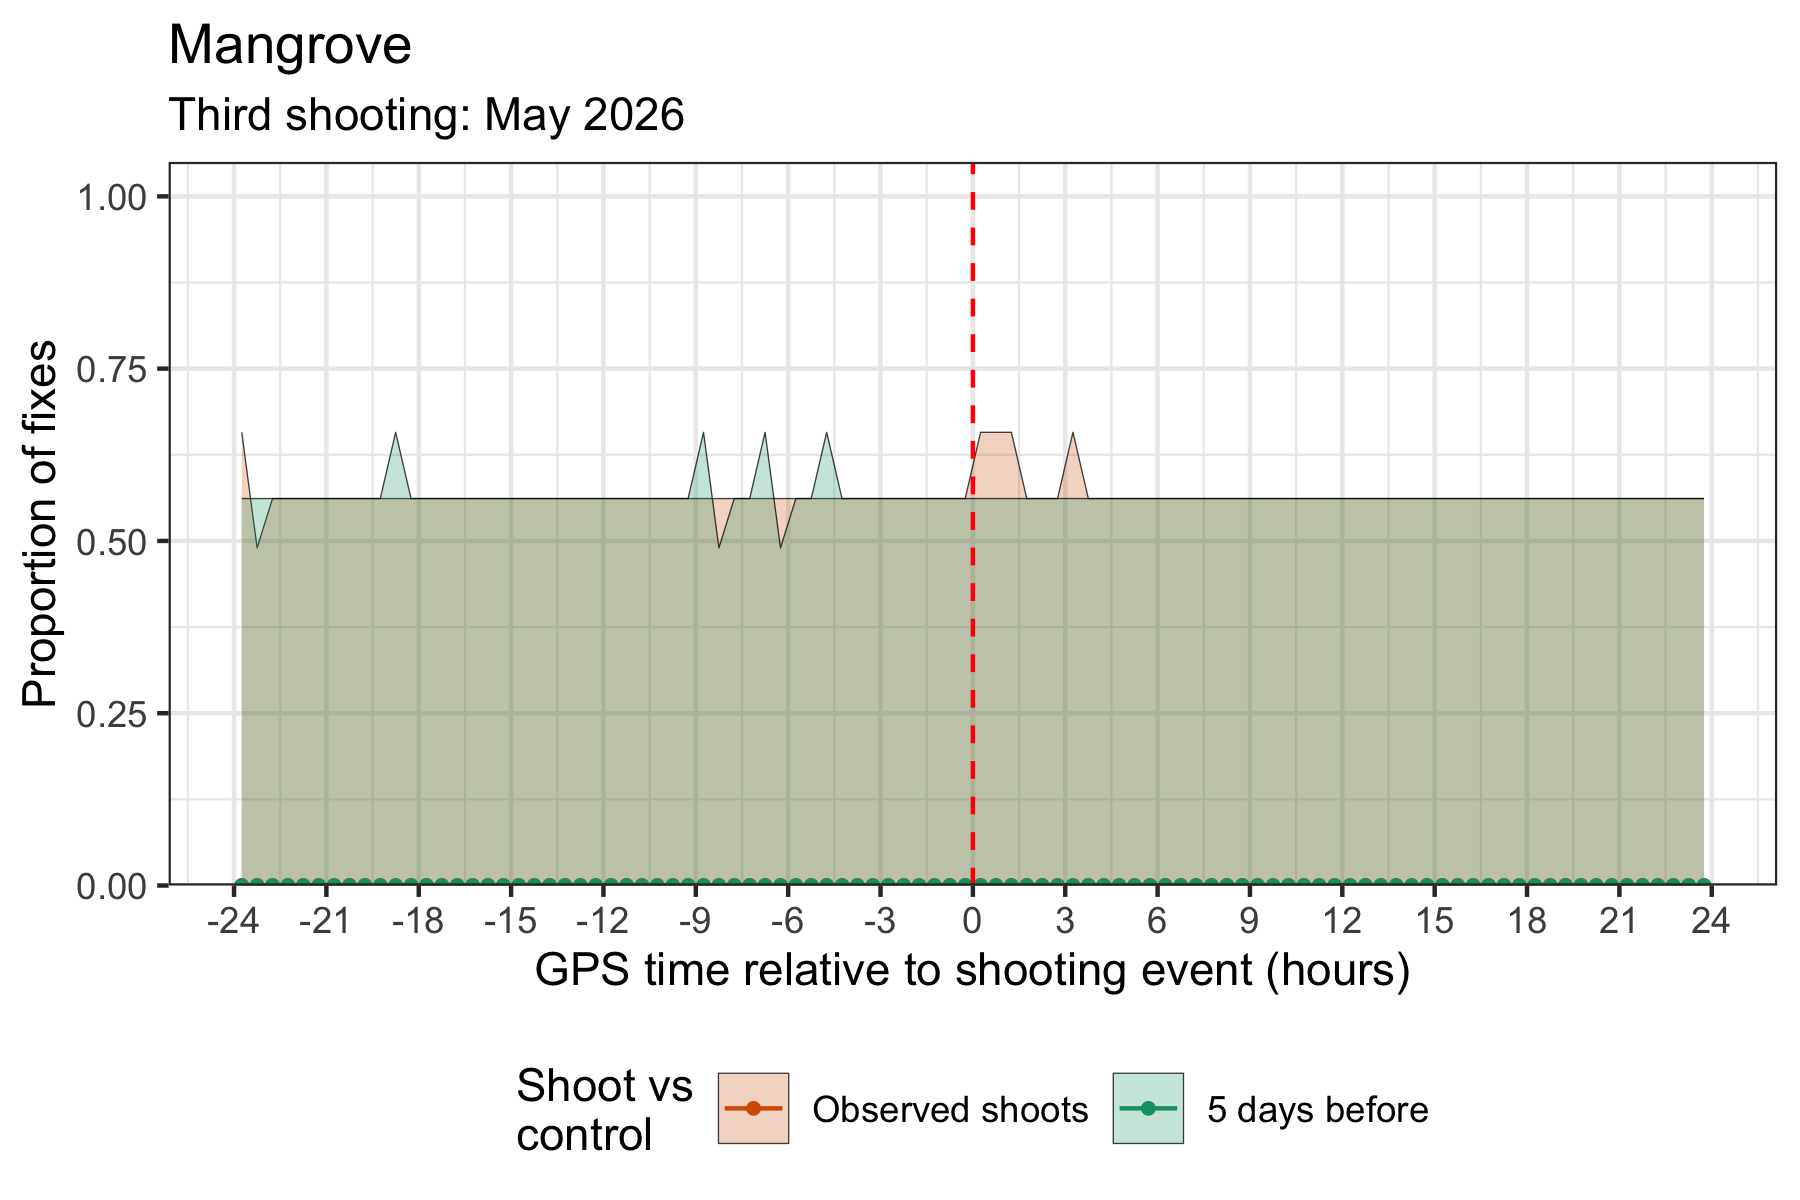 Mangrove
Third shooting: May 2026
Proportion of fixes
1.00
0.75
0.50
0.25
0.00
-24 -21 -18 -15 -12 -9 -6 -3 0 3 6 9 12 15 18 21 24
GPS time relative to shooting event (hours)
Shoot vs
control
Observed shoots
5 days before